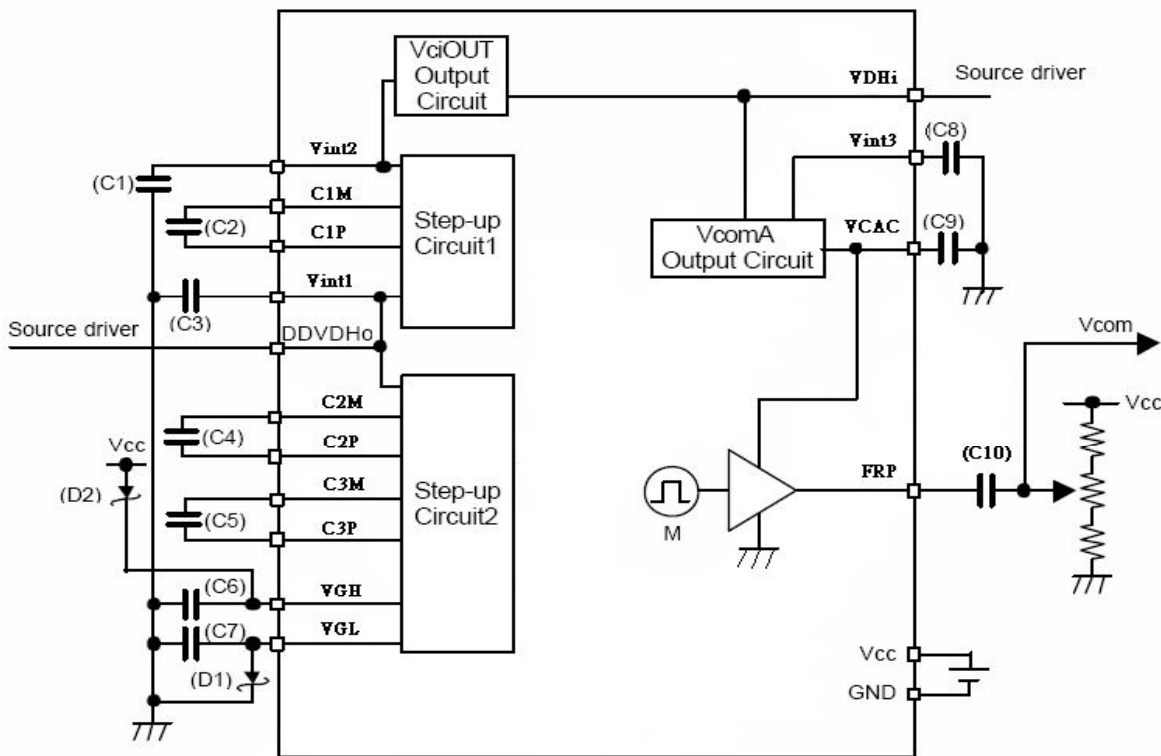 VciOUT
Output
Circuit
VDHi
Source driver
Vint3
(C8)
Vint2
(C1)
C1M
(C2)
C1P
Step-up
Circuit1
VcomA
Output Circuit
VCAC
(C9)
Vint1
(C3)
Source driver
DDVDHo
Vcom
C2M
(C4)
C2P
Vcc
Vcc
(D2)
C3M
(C5)
C3P
Step-up
Circuit2
M
FRP
(C10)
(C6)
VGH
(C7)
VGL
(D1)
Vcc
GND